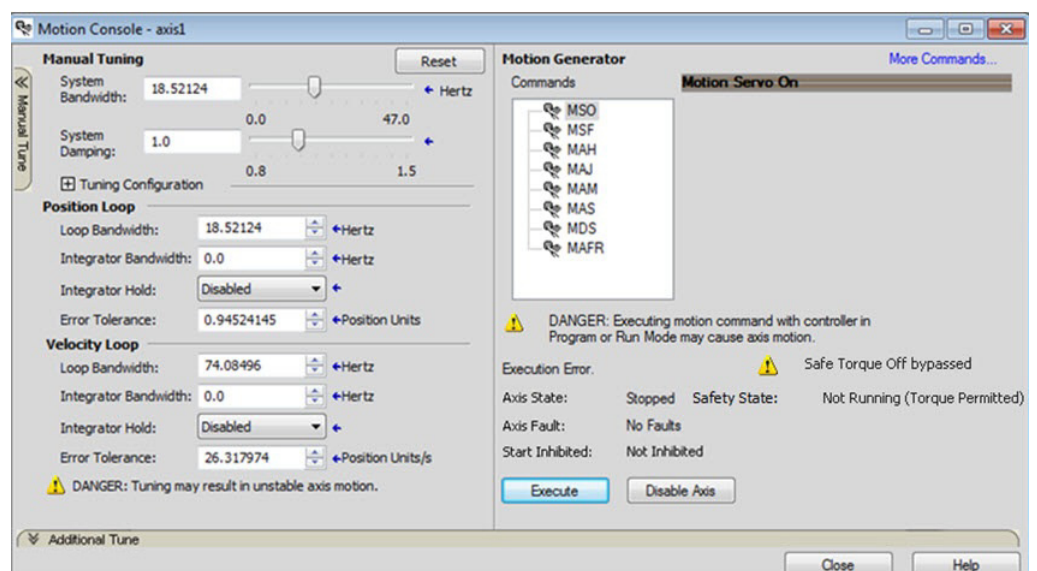 Motion Console - axis1
Manual Tune
Manual Tuning
Reset
System Bandwidth: 18.52124 Hertz
0.0 47.0
System Damping: 1.0
0.8 1.5
Tuning Configuration
Position Loop
Loop Bandwidth: 18.52124 Hertz
Integrator Bandwidth: 0.0 Hertz
Integrator Hold: Disabled
Error Tolerance: 0.94524145 Position Units
Velocity Loop
Loop Bandwidth: 74.08496 Hertz
Integrator Bandwidth: 0.0 Hertz
Integrator Hold: Disabled
Error Tolerance: 26.317974 Position Units/s
DANGER: Tuning may result in unstable axis motion.
Motion Generator More Commands...
Commands Motion Servo On
MSO
MSF
MAH
MAJ
MAM
MAS
MDS
MAFR
DANGER: Executing motion command with controller in
Program or Run Mode may cause axis motion.
Execution Error. Safe Torque Off bypassed
Axis State: Stopped Safety State: Not Running (Torque Permitted)
Axis Fault: No Faults
Start Inhibited: Not Inhibited
Execute Disable Axis
Additional Tune
Close Help